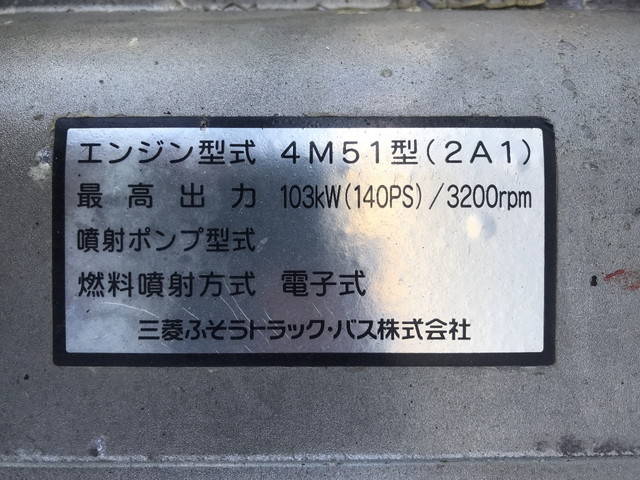 エンジン型式 4M51型(2A1)
最高出力 103kW(140PS)/3200rpm
噴射ポンプ型式
燃料噴射方式 電子式
三菱ふそうトラック・バス株式会社